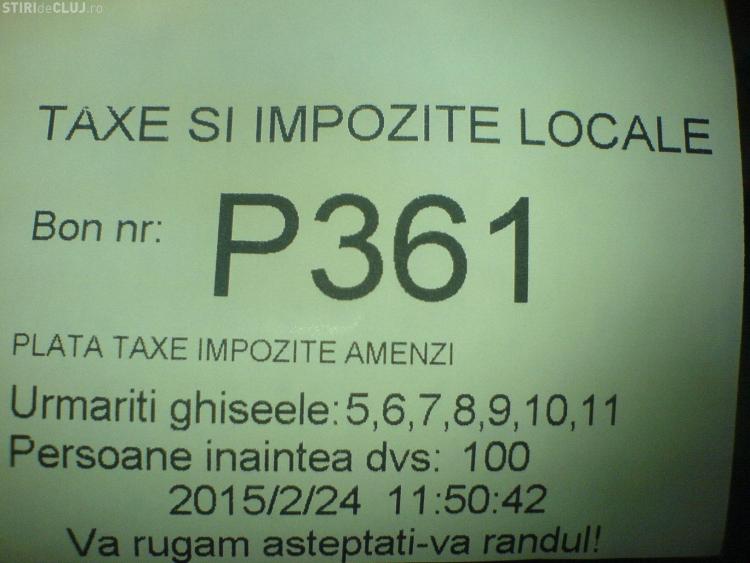 STIRIdeCLUJ.ro
TAXE SI IMPOZITE LOCALE
Bon nr: P361
PLATA TAXE IMPOZITE AMENZI
Urmariti ghiseele:5,6,7,8,9,10,11
Persoane inaintea dvs: 100
2015/2/24 11:50:42
Va rugam asteptati-va randul!